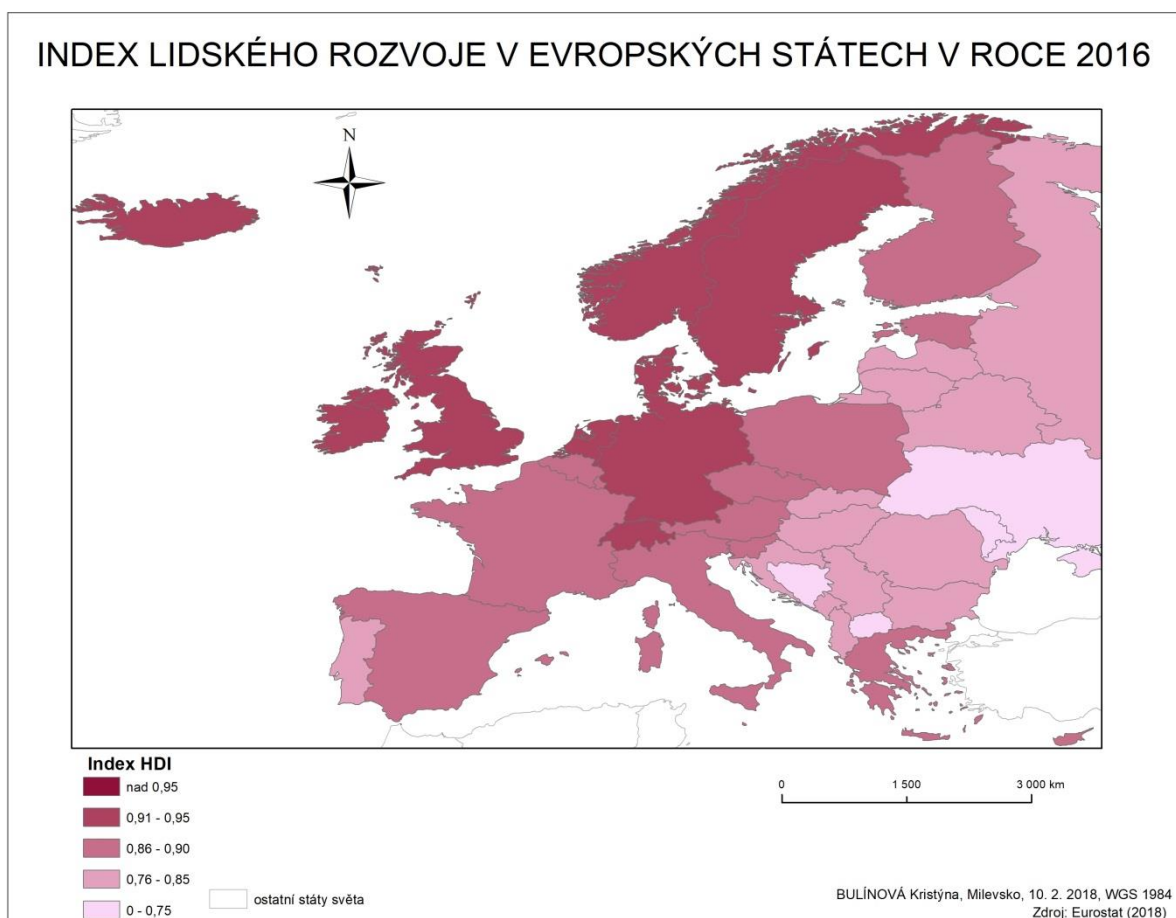 INDEX LIDSKÉHO ROZVOJE V EVROPSKÝCH STÁTECH V ROCE 2016
N
Index HDI
nad 0,95
0,91 - 0,95
0,86 - 0,90
0,76 - 0,85
0 - 0,75
ostatní státy světa
0 1 500 3 000 km
BULÍNOVÁ Kristýna, Milevsko, 10. 2. 2018, WGS 1984
Zdroj: Eurostat (2018)